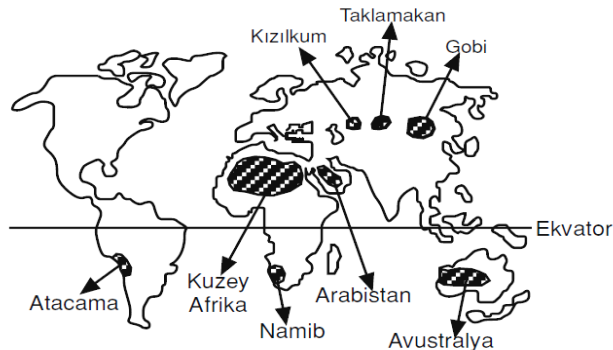 Taklamakan
Kızılkum
Gobi
Ekvator
Atacama
Kuzey
Afrika
Namib
Arabistan
Avustralya